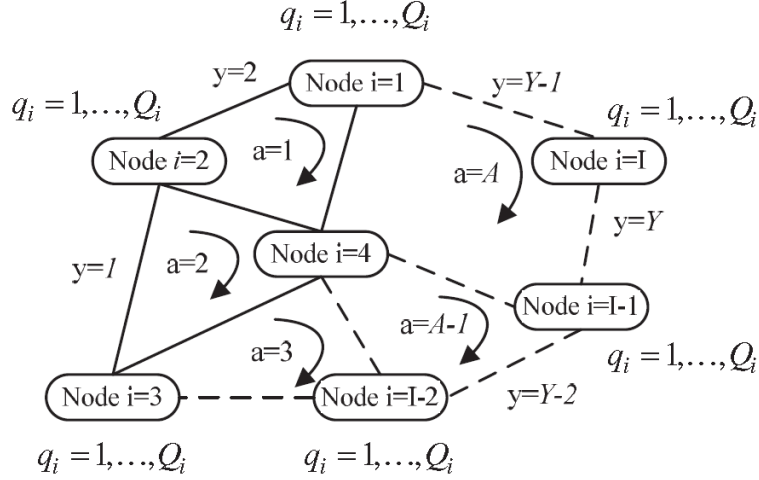 q_i = 1,…,Q_i
y=2
Node i=1
y=Y-1
q_i = 1,…,Q_i
q_i = 1,…,Q_i
Node i=2
a=1
a=A
Node i=I
y=Y
y=1
a=2
Node i=4
Node i=I-1
a=3
a=A-1
q_i = 1,…,Q_i
Node i=3
Node i=I-2
y=Y-2
q_i = 1,…,Q_i
q_i = 1,…,Q_i